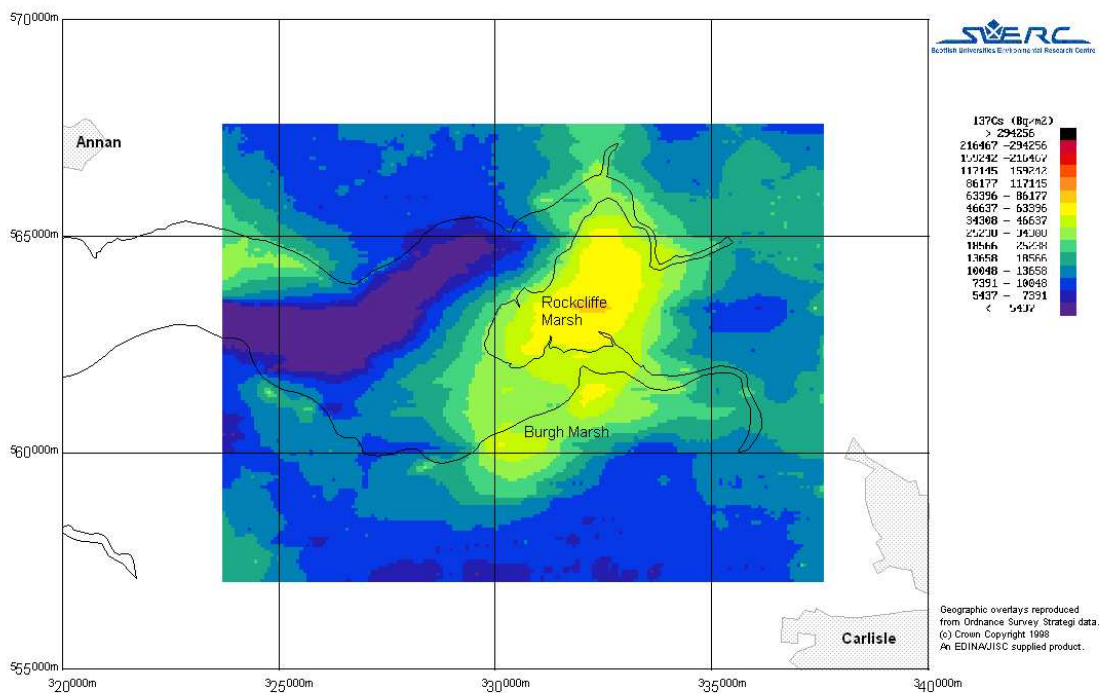 570000m
SUERC
Scottish Universities Environmental Research Centre
Annan
137Cs (Bq/m2)
> 294256
216467 - 294256
159242 - 216467
117145 159242
86177 117145
63396 - 86177
46637 - 63396
34308 - 46637
18566 25238
13658 18566
10048 - 13658
7391 - 10048
5437 - 7391
< 5437
565000m
Rockcliffe
Marsh
Burgh Marsh
560000m
Carlisle
Geographic overlays reproduced
from Ordnance Survey Strategi data.
(c) Crown Copyright 1998
An EDINA/JISC supplied product.
555000m
320000m
325000m
330000m
335000m
340000m